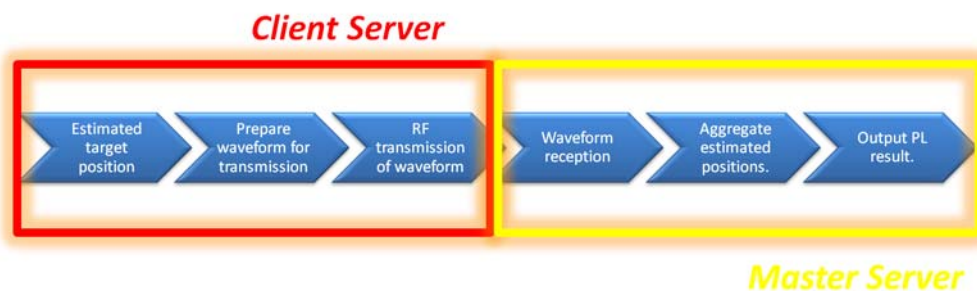 Client Server
Estimated
target
position
Prepare
waveform for
transmission
RF
transmission
of waveform
Waveform
reception
Aggregate
estimated
positions.
Output PL
result.
Master Server